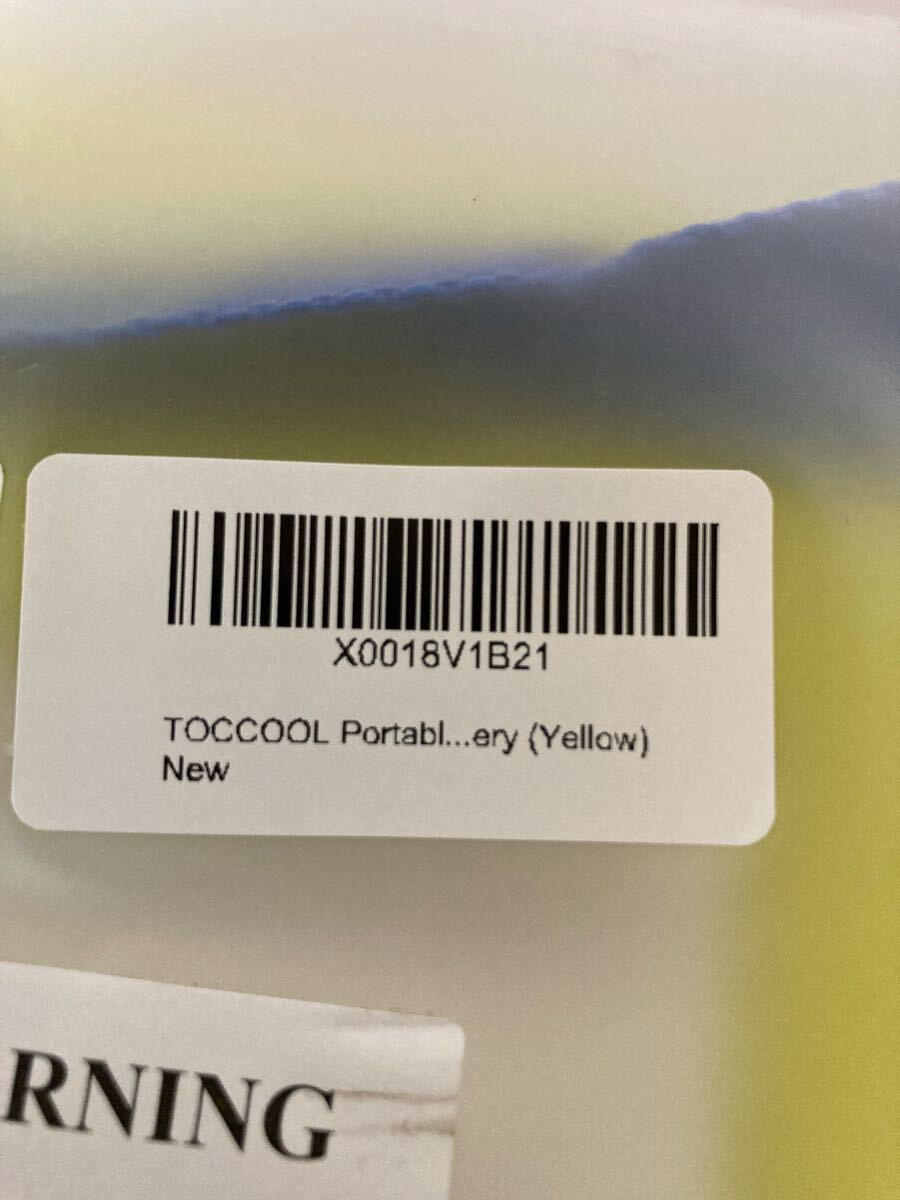 X0018V1B21
TOCCOOL Portabl...ery (Yellow)
New
RNING